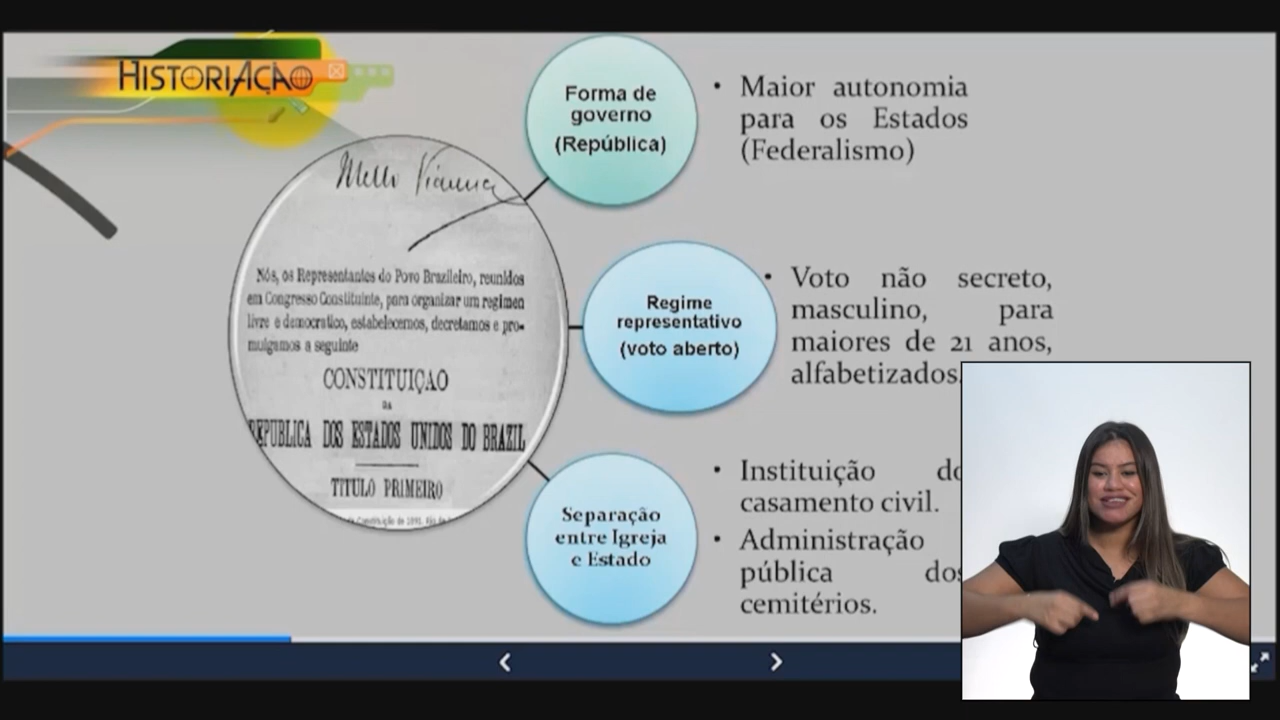 HISTORIAÇÃO
Mello Vianna
Nós, os Representantes do Povo Brazileiro, reunidos
em Congresso Constituinte, para organizar um regimen
livre e democratico, estabelecemos, decretamos e pro-
mulgamos a seguinte
CONSTITUIÇAO
DA
REPUBLICA DOS ESTADOS UNIDOS DO BRAZIL
TITULO PRIMEIRO
Constituição de 1891.
Forma de
governo
(República)
• Maior autonomia
para os Estados
(Federalismo)
Regime
representativo
(voto aberto)
• Voto não secreto,
masculino, para
maiores de 21 anos,
alfabetizados.
Separação
entre Igreja
e Estado
• Instituição do
casamento civil.
• Administração
pública dos
cemitérios.